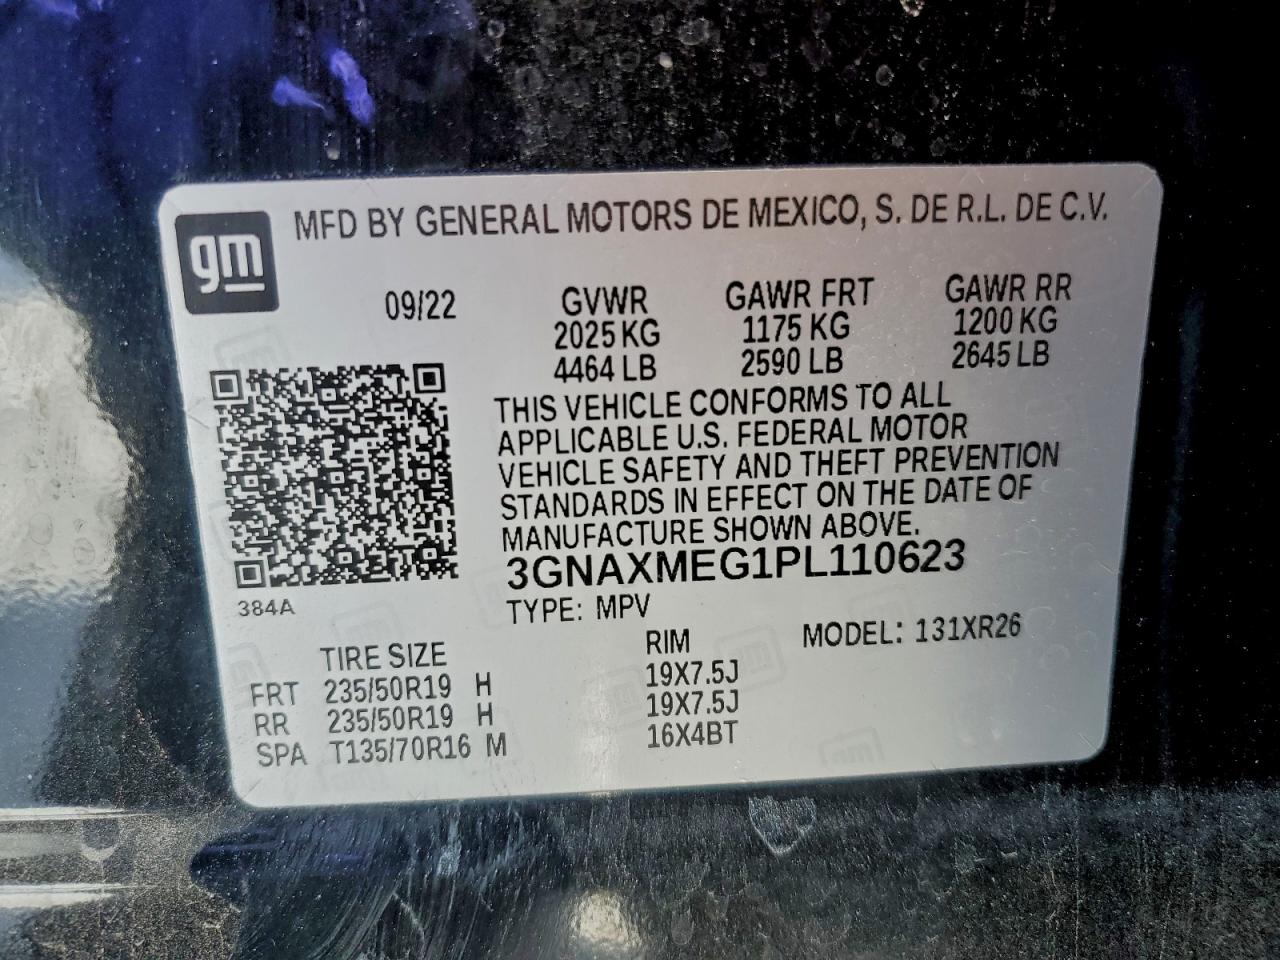 gm
MFD BY GENERAL MOTORS DE MEXICO, S. DE R.L. DE C.V.
09/22 GVWR GAWR FRT GAWR RR
2025 KG 1175 KG 1200 KG
4464 LB 2590 LB 2645 LB
THIS VEHICLE CONFORMS TO ALL
APPLICABLE U.S. FEDERAL MOTOR
VEHICLE SAFETY AND THEFT PREVENTION
STANDARDS IN EFFECT ON THE DATE OF
MANUFACTURE SHOWN ABOVE.
3GNAXMEG1PL110623
384A
TYPE: MPV
TIRE SIZE RIM MODEL: 131XR26
FRT 235/50R19 H 19X7.5J
RR 235/50R19 H 19X7.5J
SPA T135/70R16 M 16X4BT